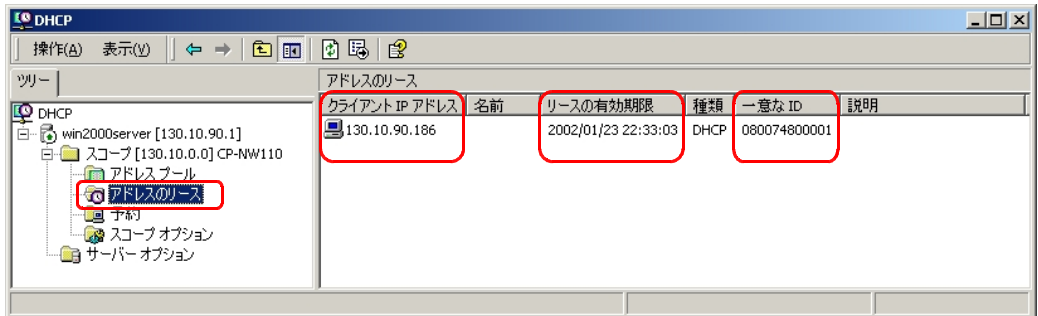 DHCP
操作(A) 表示(V)
ツリー
DHCP
win2000server [130.10.90.1]
スコープ [130.10.0.0] CP-NW110
アドレス プール
アドレスのリース
予約
スコープ オプション
サーバー オプション
アドレスのリース
クライアント IP アドレス 名前 リースの有効期限 種類 一意な ID 説明
130.10.90.186 2002/01/23 22:33:03 DHCP 080074800001